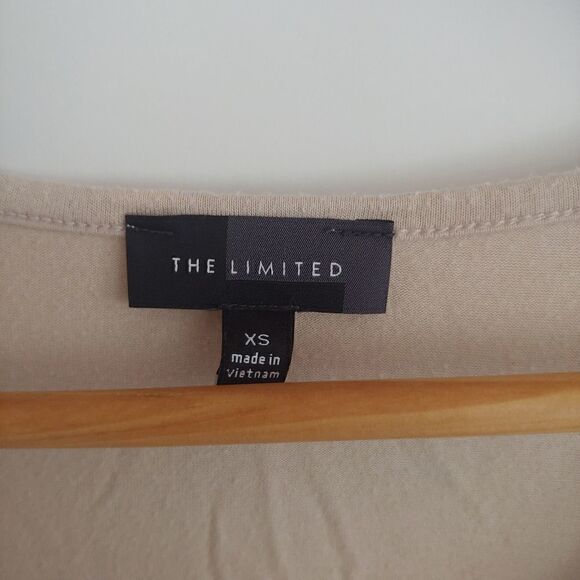 THE LIMITED
XS
made in
Vietnam